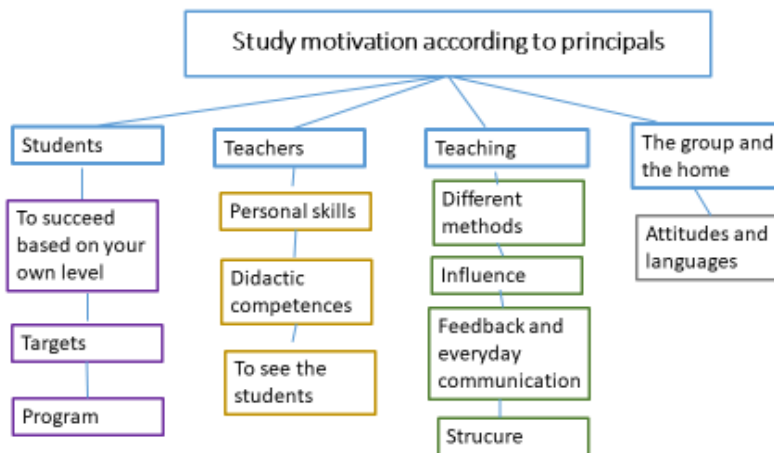 Study motivation according to principals
Students
Teachers
Teaching
The group and
the home
To succeed
based on your
own level
Targets
Program
Personal skills
Didactic
competences
To see the
students
Different
methods
Influence
Feedback and
everyday
communication
Strucure
Attitudes and
languages